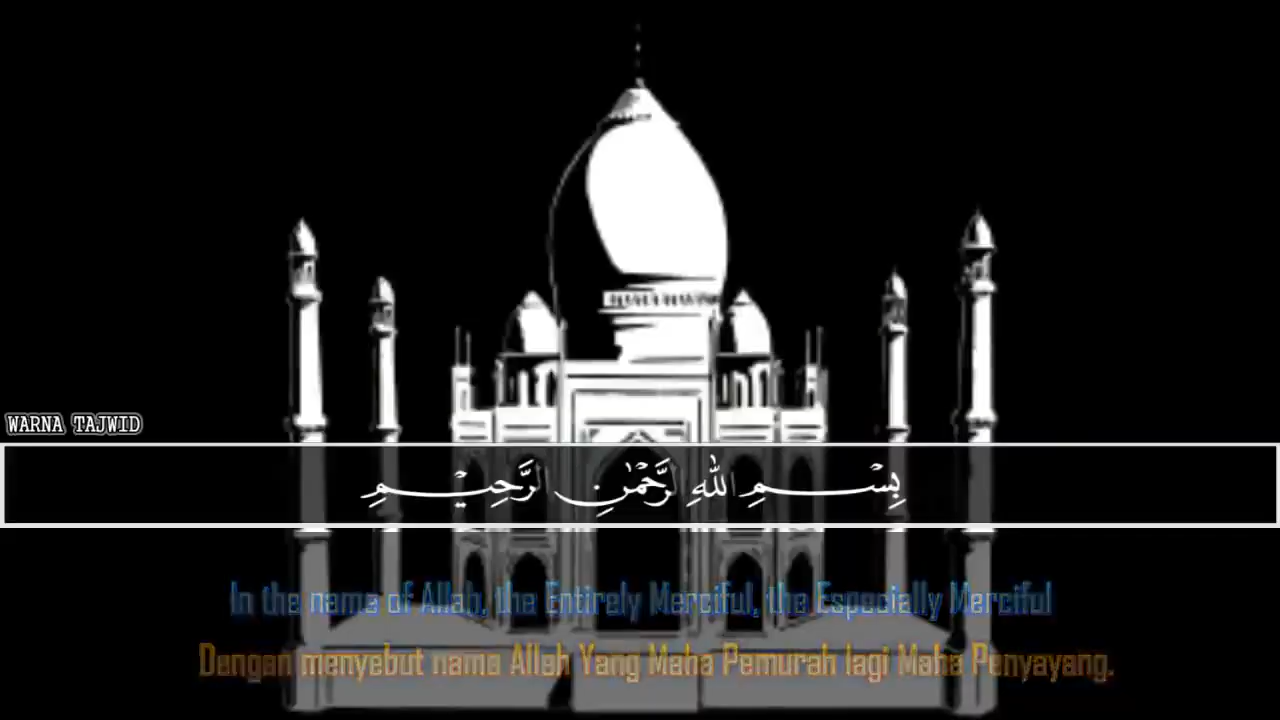 WARNA TAJWID
بِسْمِ اللّٰهِ الرَّحْمٰنِ الرَّحِيْمِ
In the name of Allah, the Entirely Merciful, the Especially Merciful
Dengan menyebut nama Allah Yang Maha Pemurah lagi Maha Penyayang.